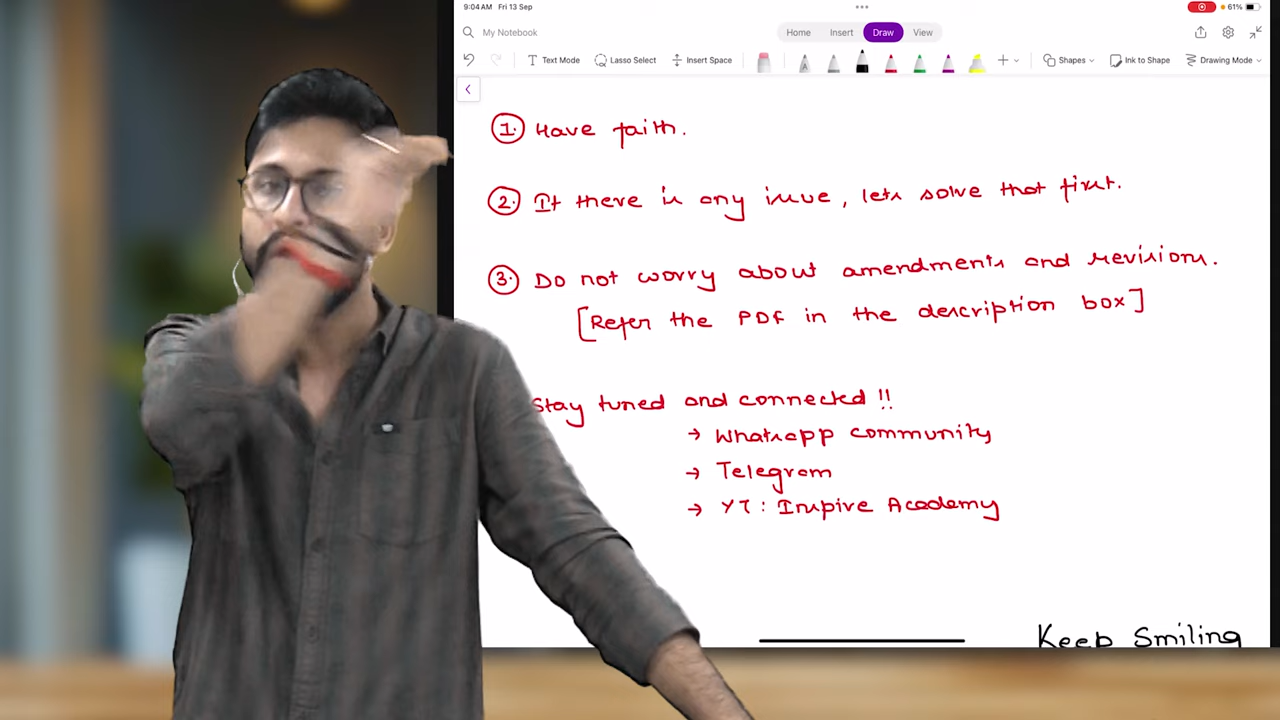 9:04 AM Fri 13 Sep
61%
My Notebook
Home Insert Draw View
Text Mode Lasso Select Insert Space Shapes Ink to Shape Drawing Mode
1. Have faith.
2. If there is any issue, lets solve that first.
3. Do not worry about amendments and revisions.
[Refer the PDF in the description box]
Stay tuned and connected!!
→ Whatsapp community
→ Telegram
→ YT: Inspire Academy
Keep Smiling